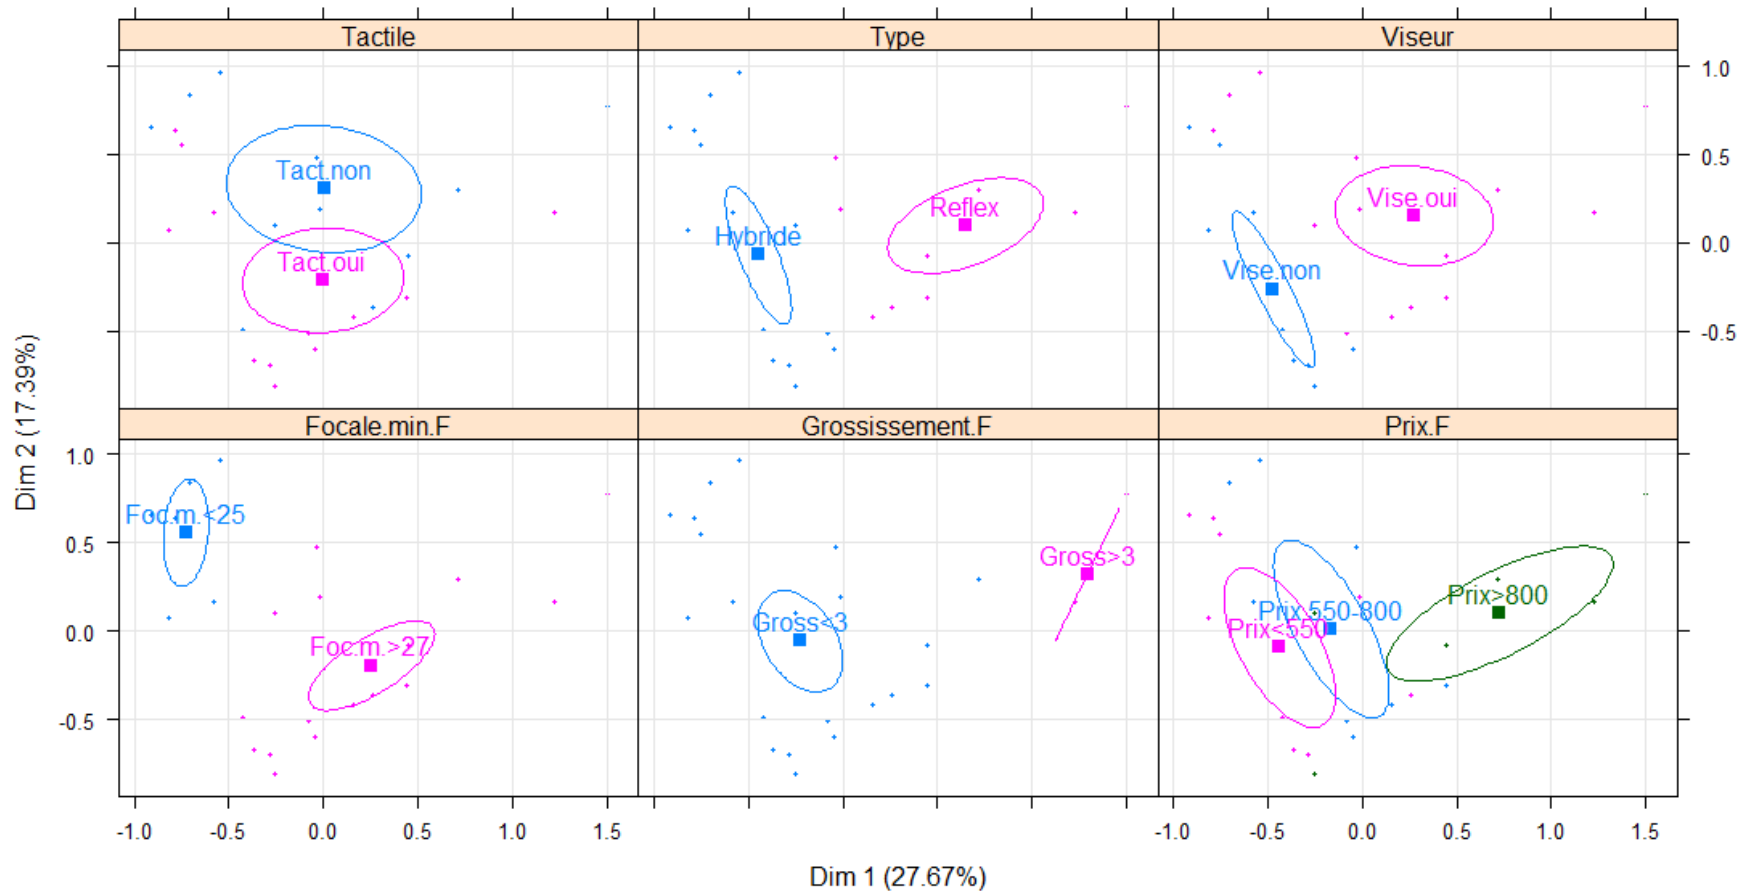 Tactile
Type
Viseur
Tact.non
Tact.oui
Hybride
Reflex
Vise.oui
Vise.non
1.0
0.5
0.0
-0.5
Focale.min.F
Grossissement.F
Prix.F
1.0
0.5
0.0
-0.5
Foc.m.<25
Foc.m.>27
Gross<3
Gross>3
Prix.550-800
Prix<550
Prix>800
-1.0 -0.5 0.0 0.5 1.0 1.5
-1.0 -0.5 0.0 0.5 1.0 1.5
Dim 2 (17.39%)
Dim 1 (27.67%)